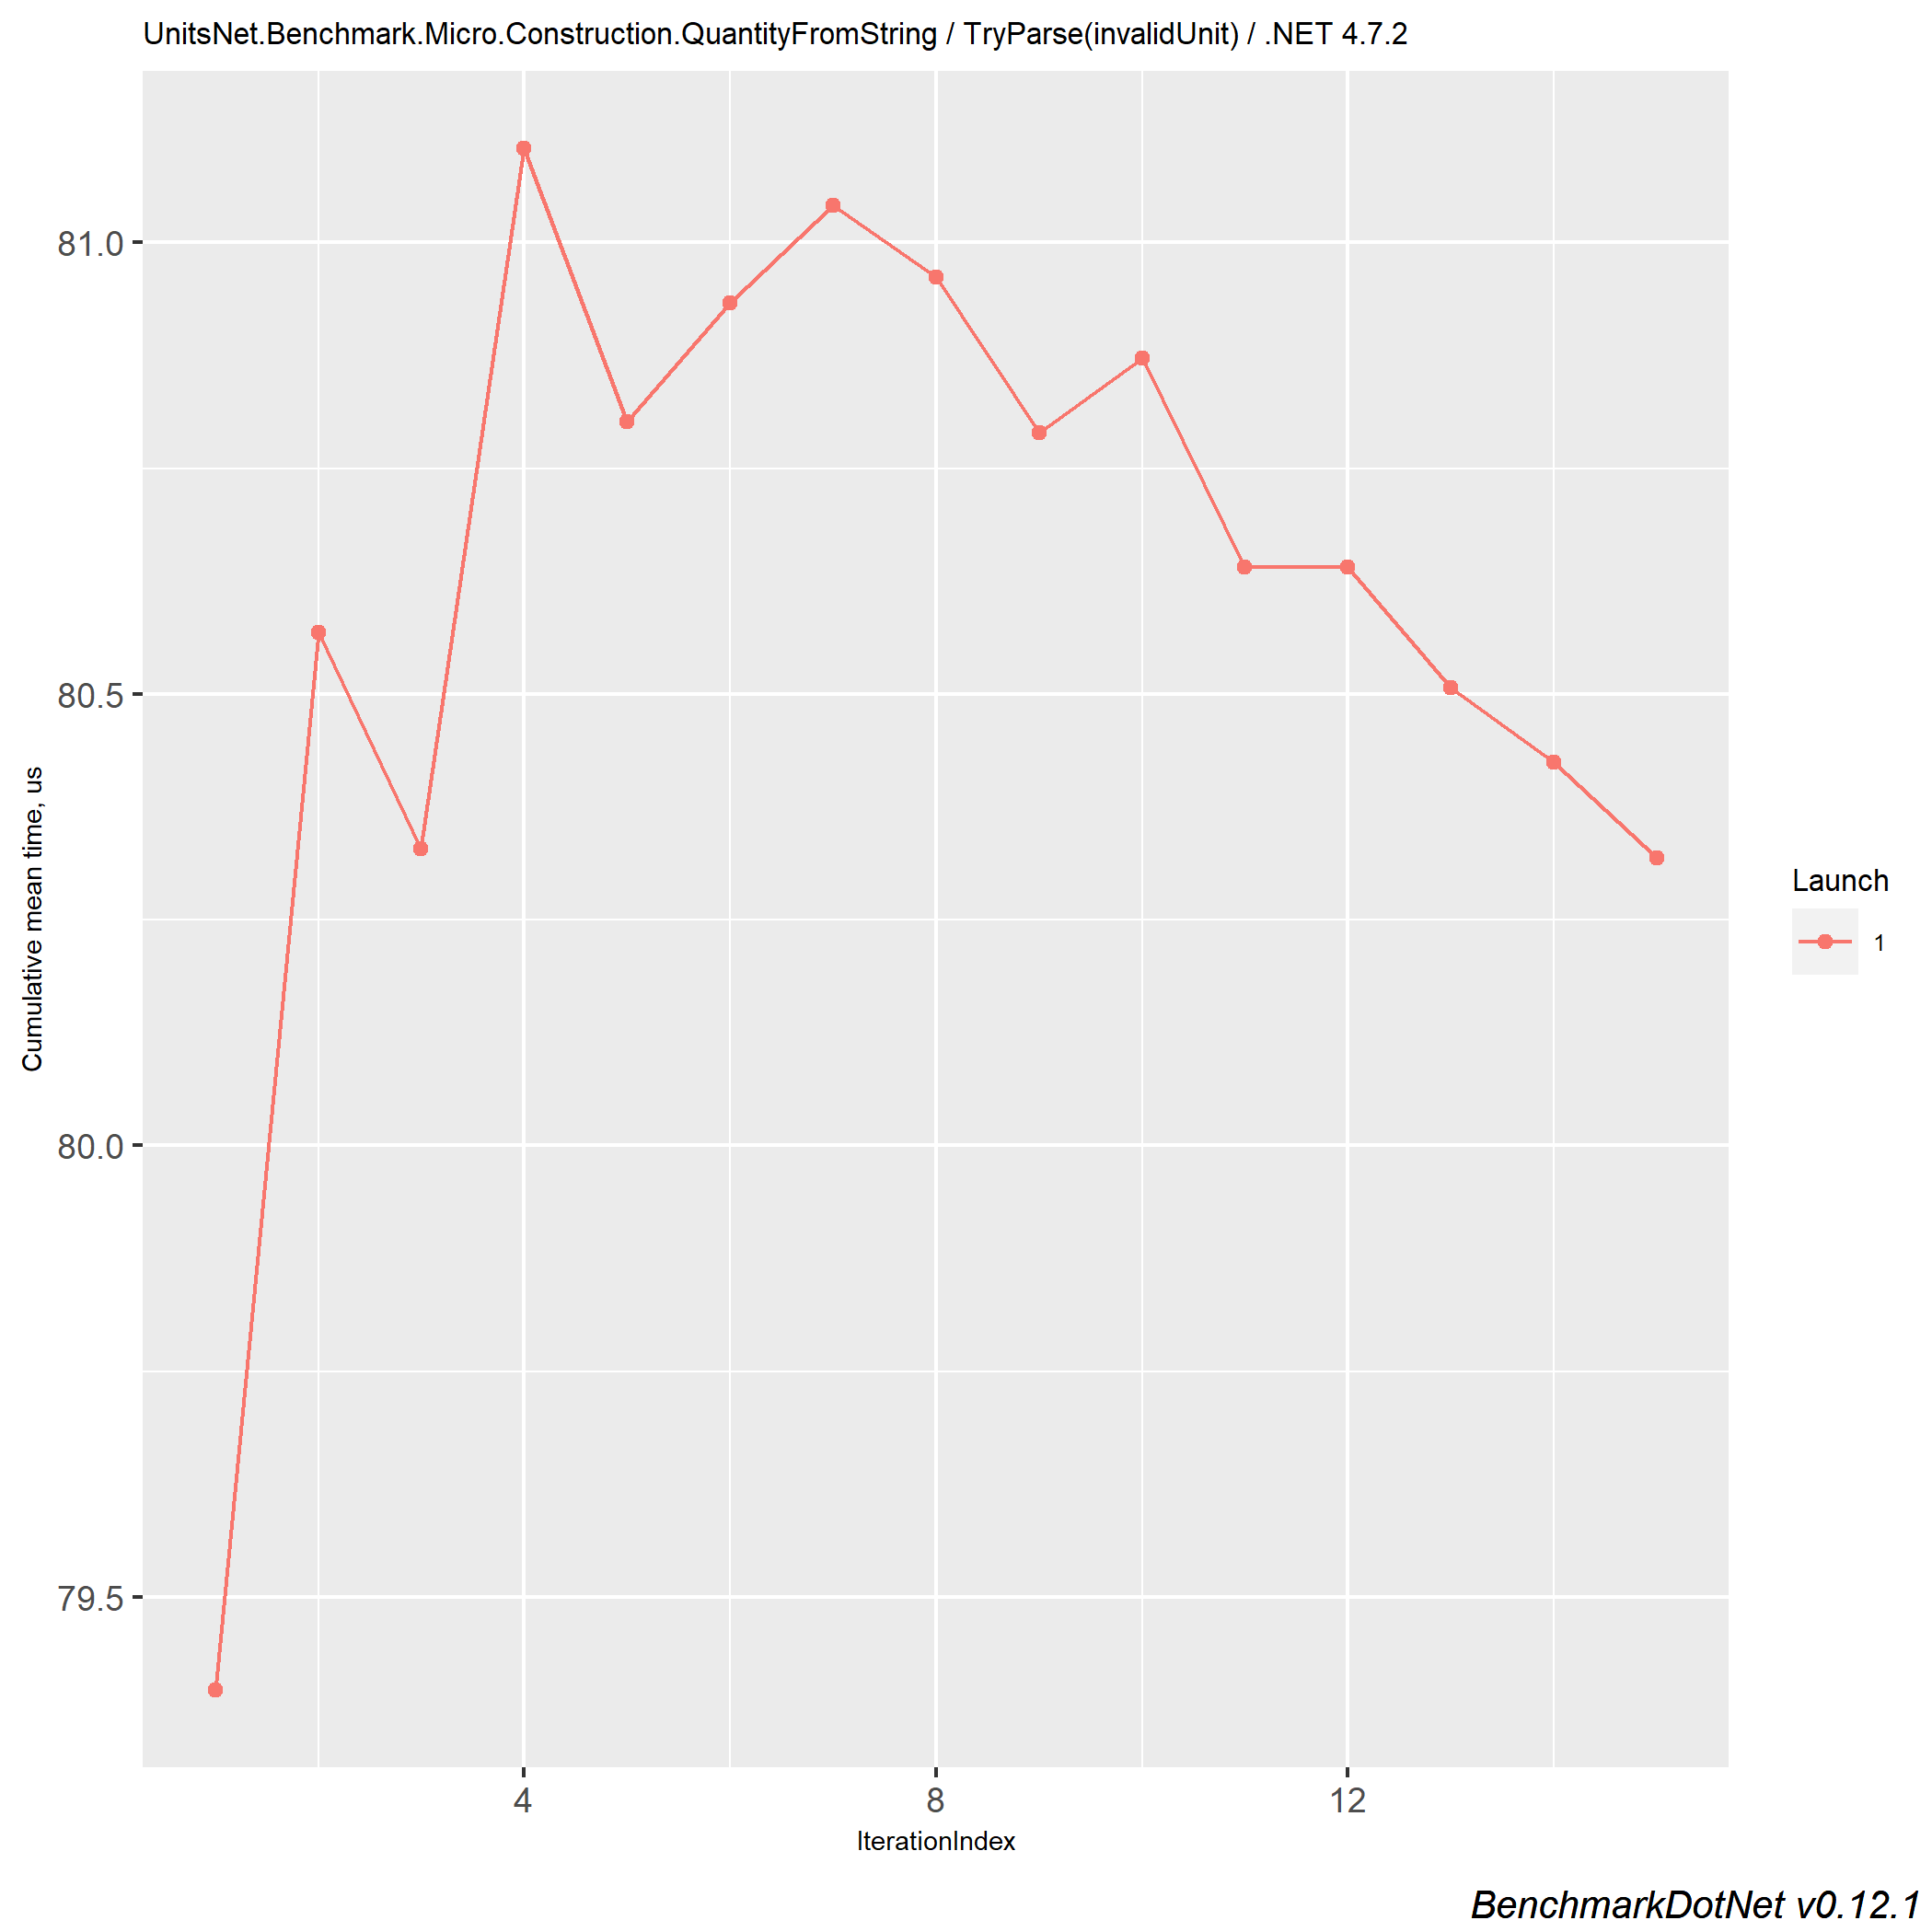 UnitsNet.Benchmark.Micro.Construction.QuantityFromString / TryParse(invalidUnit) / .NET 4.7.2
81.0
80.5
80.0
79.5
Cumulative mean time, us
4
8
12
IterationIndex
Launch
1
BenchmarkDotNet v0.12.1